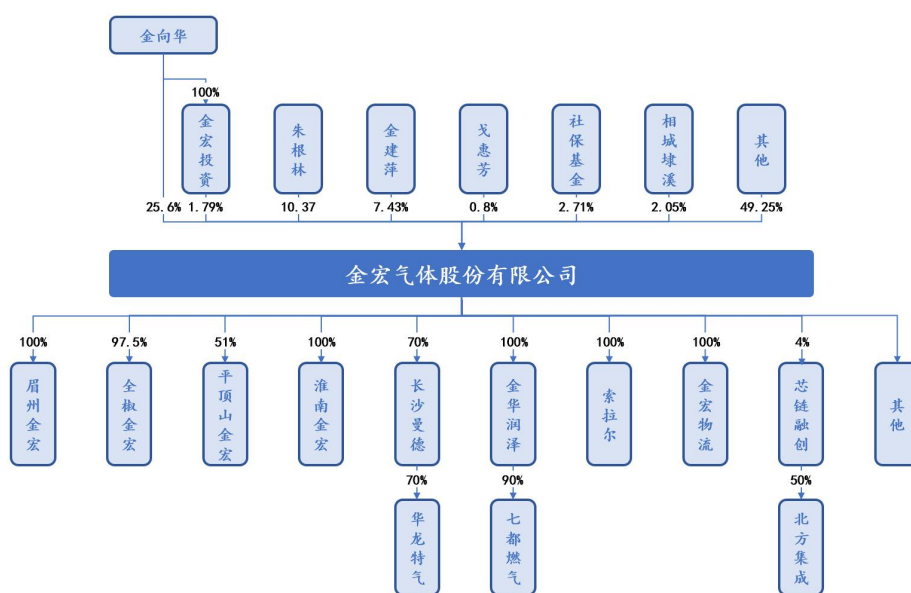 金向华
100%
金宏投資
朱根林
金建萍
戈惠芳
社保基金
相城埭溪
其他
25.6%
1.79%
10.37
7.43%
0.8%
2.71%
2.05%
49.25%
金宏气体股份有限公司
100%
97.5%
51%
100%
70%
100%
100%
100%
4%
眉州金宏
全椒金宏
平顶山金宏
淮南金宏
长沙曼德
金华润泽
索拉尔
金宏物流
芯链融创
其他
70%
90%
50%
华龙特气
七都燃气
北方集成